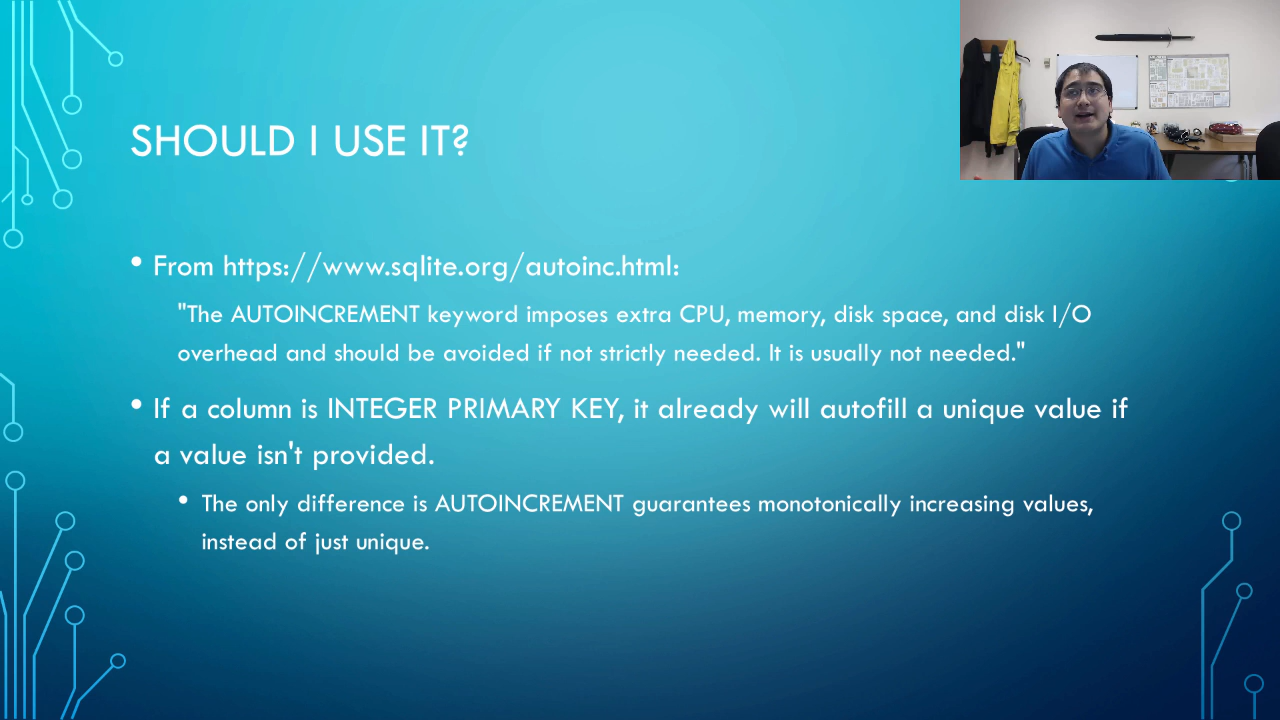 SHOULD I USE IT?
• From https://www.sqlite.org/autoinc.html:
"The AUTOINCREMENT keyword imposes extra CPU, memory, disk space, and disk I/O
overhead and should be avoided if not strictly needed. It is usually not needed."
• If a column is INTEGER PRIMARY KEY, it already will autofill a unique value if
a value isn't provided.
• The only difference is AUTOINCREMENT guarantees monotonically increasing values,
instead of just unique.